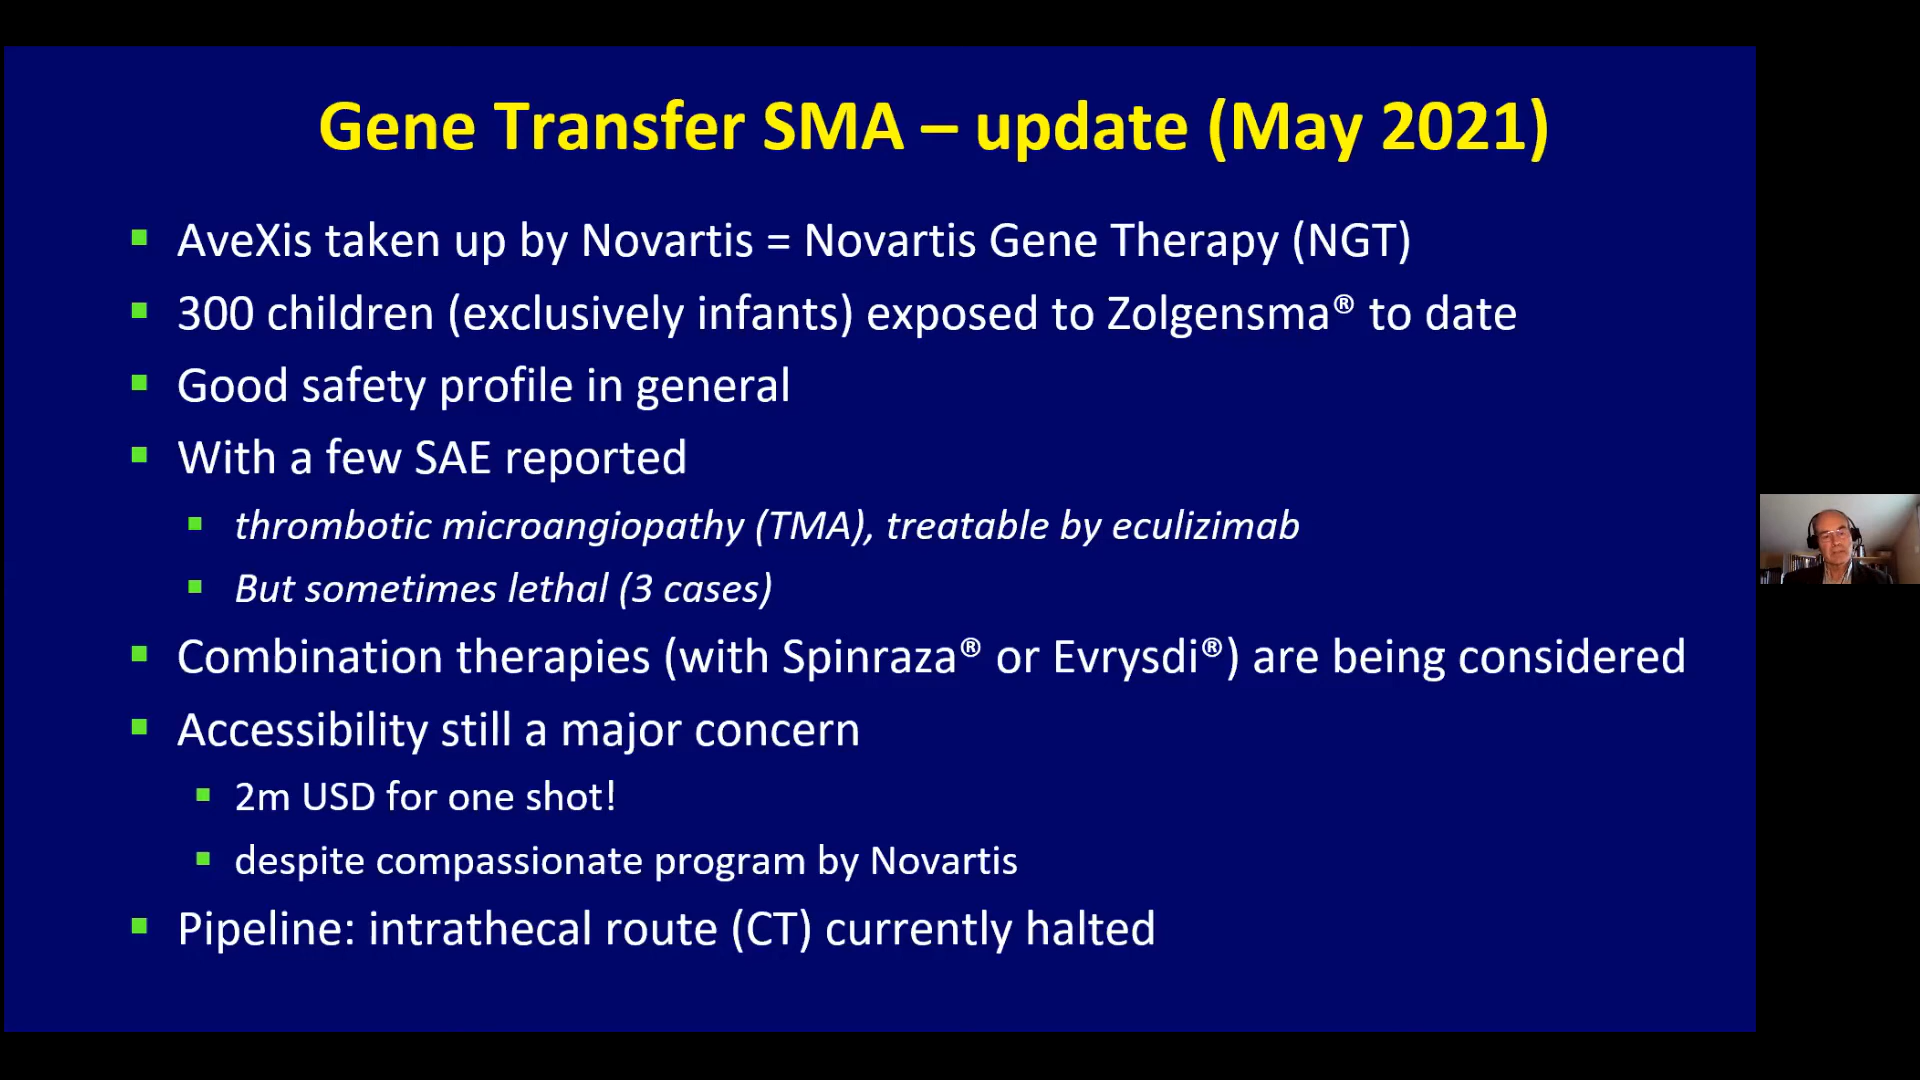 Gene Transfer SMA – update (May 2021)
AveXis taken up by Novartis = Novartis Gene Therapy (NGT)
300 children (exclusively infants) exposed to Zolgensma® to date
Good safety profile in general
With a few SAE reported
thrombotic microangiopathy (TMA), treatable by eculizimab
But sometimes lethal (3 cases)
Combination therapies (with Spinraza® or Evrysdi®) are being considered
Accessibility still a major concern
2m USD for one shot!
despite compassionate program by Novartis
Pipeline: intrathecal route (CT) currently halted